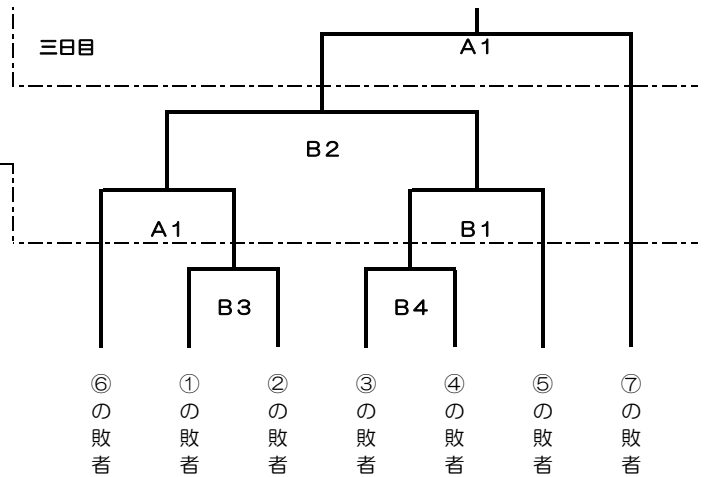 三日目
A1
B2
A1
B1
B3
B4
⑥の敗者
①の敗者
②の敗者
③の敗者
④の敗者
⑤の敗者
⑦の敗者